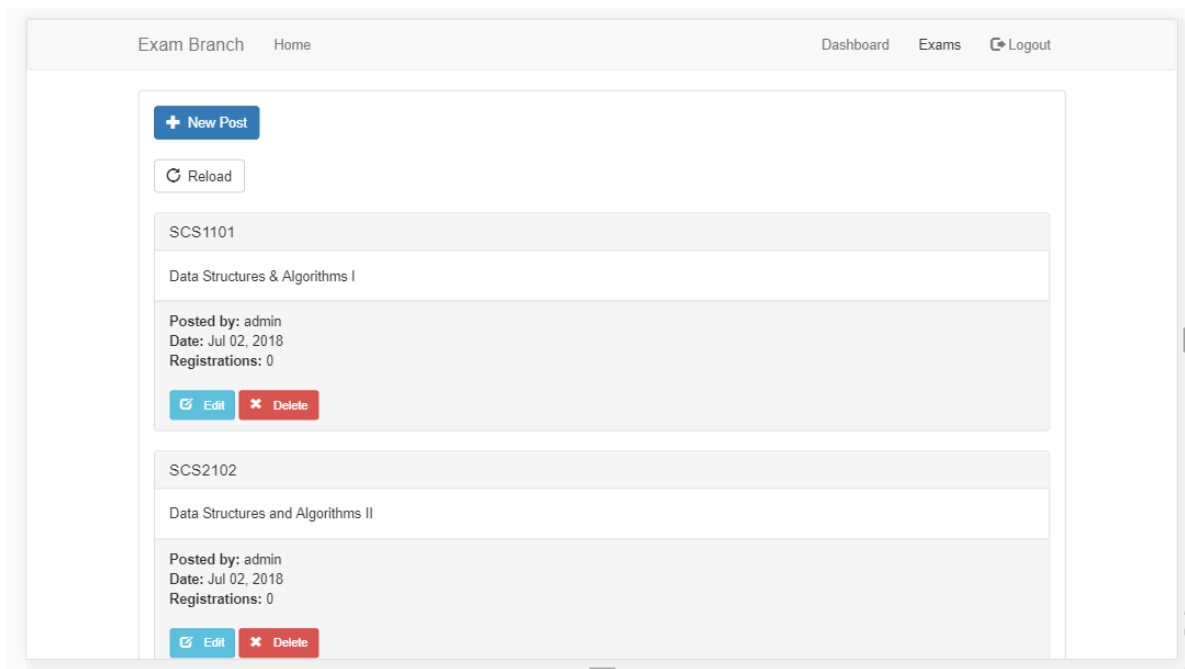 Exam Branch Home Dashboard Exams Logout
New Post
Reload
SCS1101
Data Structures & Algorithms I
Posted by: admin
Date: Jul 02, 2018
Registrations: 0
Edit Delete
SCS2102
Data Structures and Algorithms II
Posted by: admin
Date: Jul 02, 2018
Registrations: 0
Edit Delete